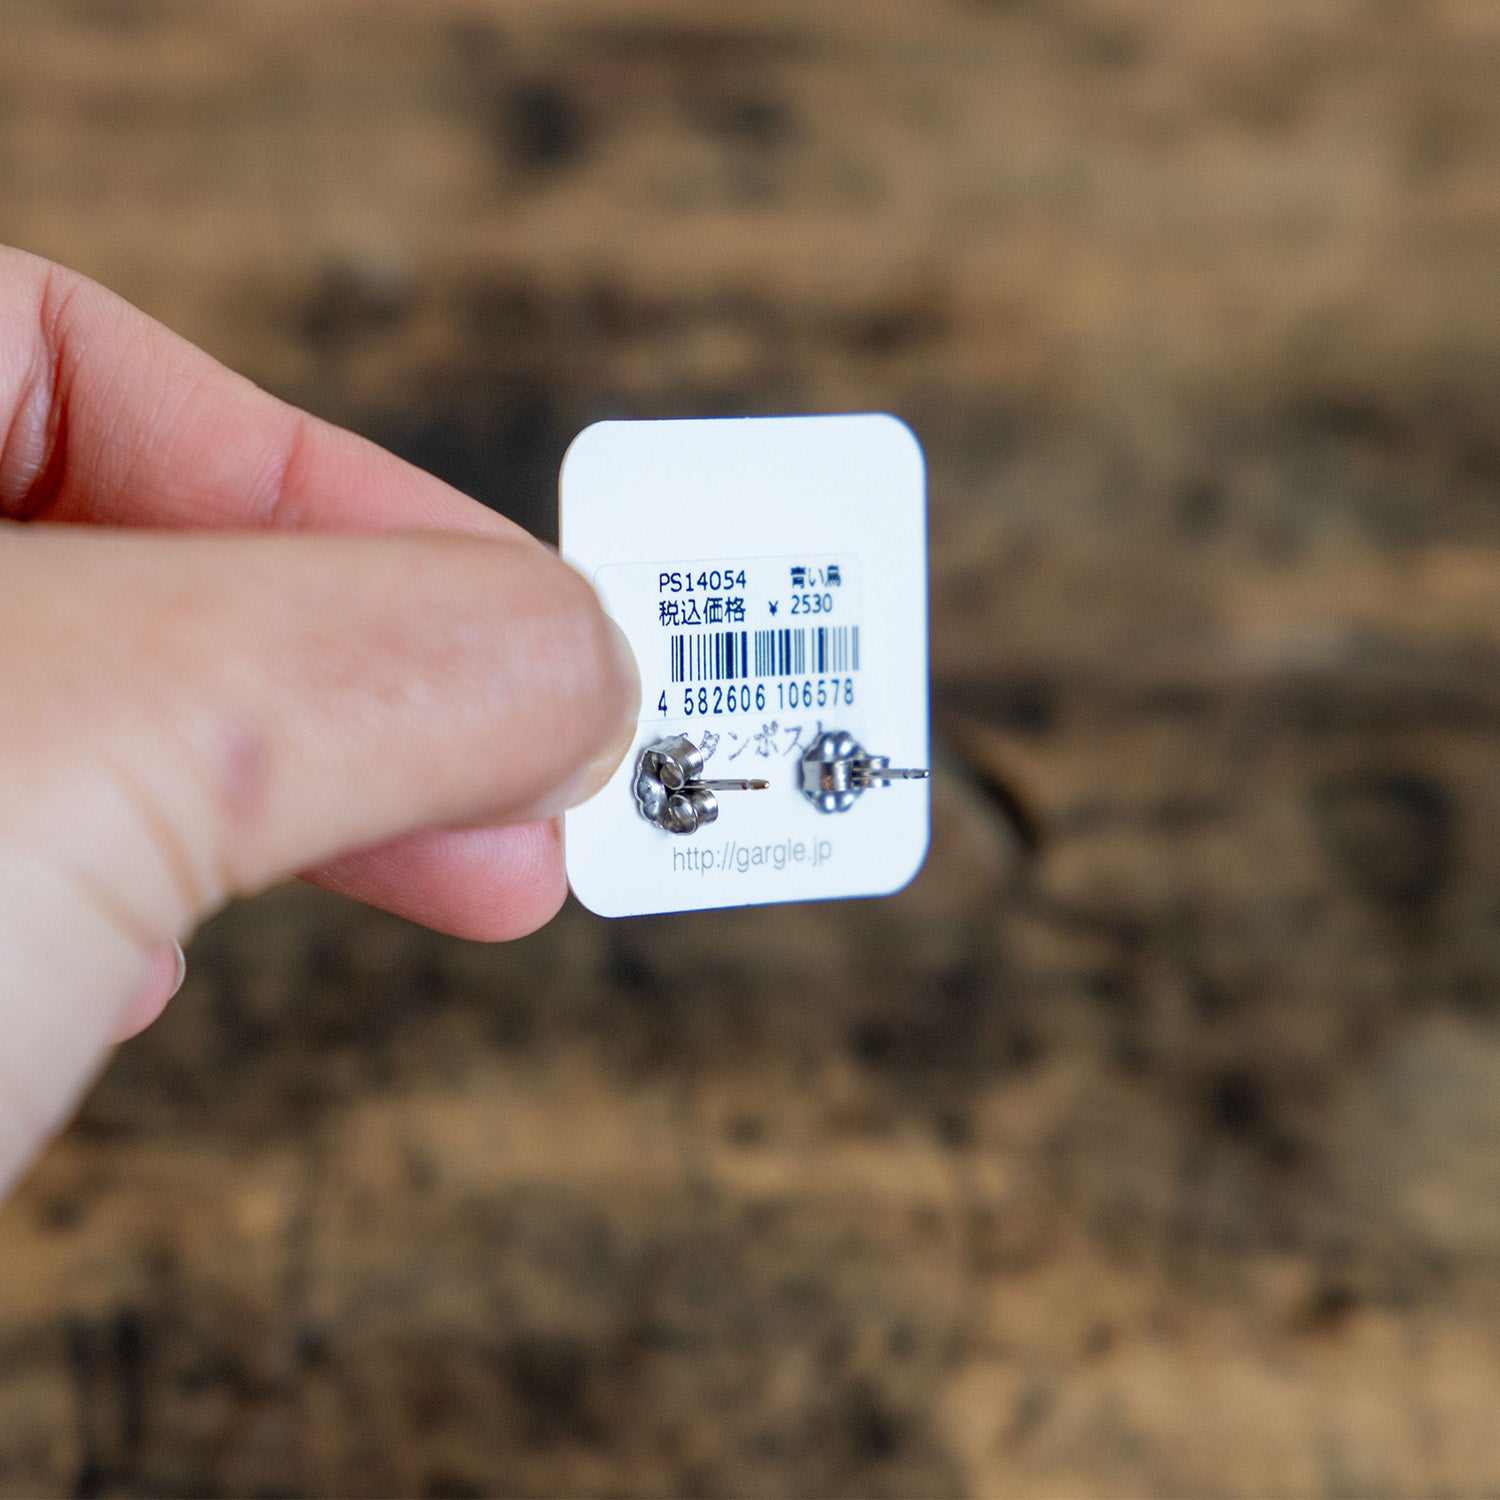 PS14054 青い鳥
税込価格 ¥ 2530
4 582606 106578
タンポスト
http://gargle.jp